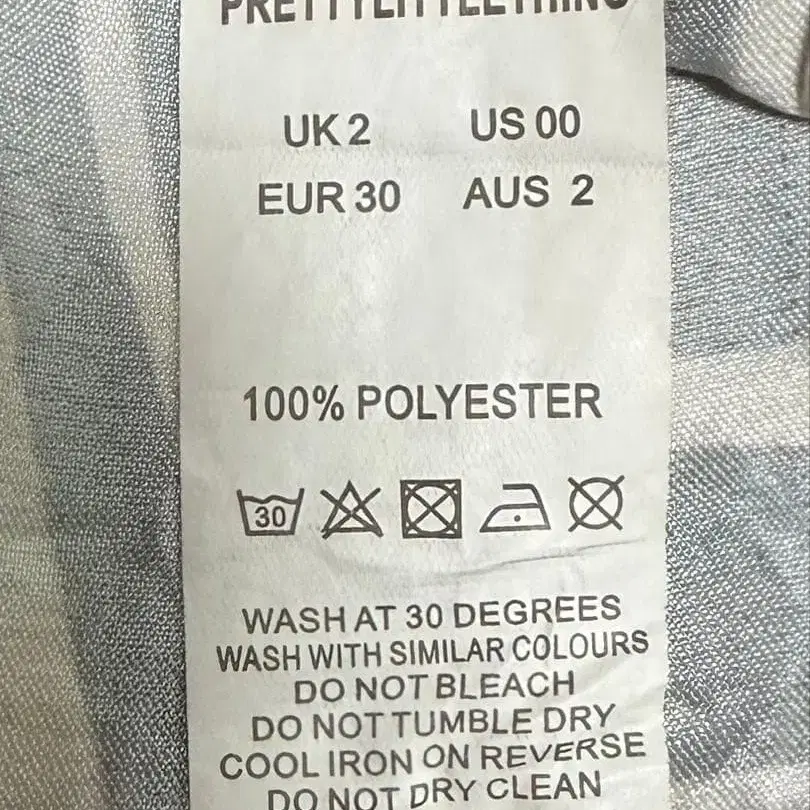 PRETTYLITTLETHING
UK 2 US 00
EUR 30 AUS 2
100% POLYESTER
30
WASH AT 30 DEGREES
WASH WITH SIMILAR COLOURS
DO NOT BLEACH
DO NOT TUMBLE DRY
COOL IRON ON REVERSE
DO NOT DRY CLEAN